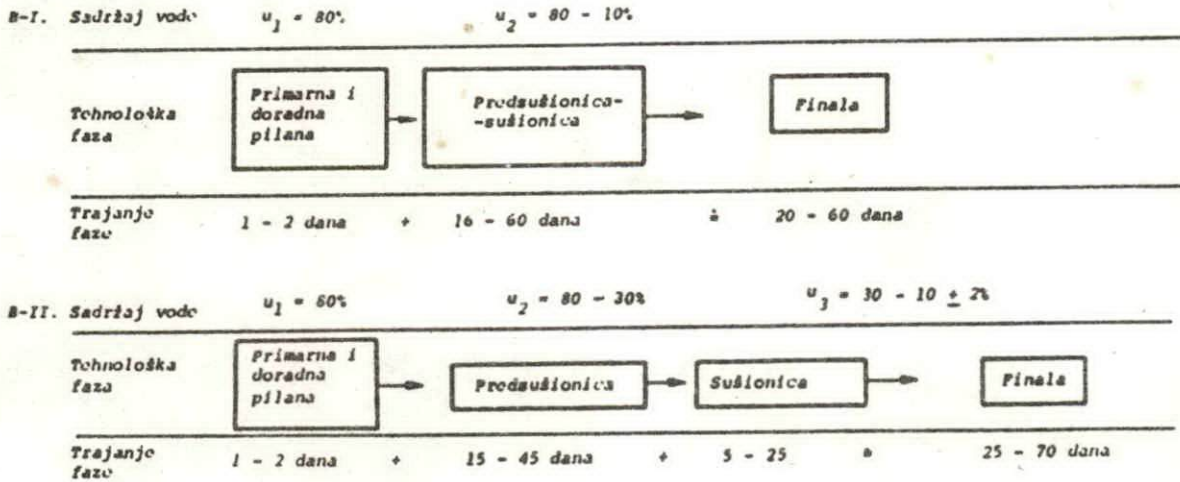 B-I. Sadržaj vode u1 = 80% u2 = 80 - 10%
Tehnološka faza
Primarna i doradna pilana
Predsušionica--sušionica
Finala
Trajanje faze 1 - 2 dana + 16 - 60 dana = 20 - 60 dana
B-II. Sadržaj vode u1 = 60% u2 = 80 - 30% u3 = 30 - 10 ± 2%
Tehnološka faza
Primarna i doradna pilana
Predsušionica
Sušionica
Finala
Trajanje faze 1 - 2 dana + 15 - 45 dana + 5 - 25 = 25 - 70 dana